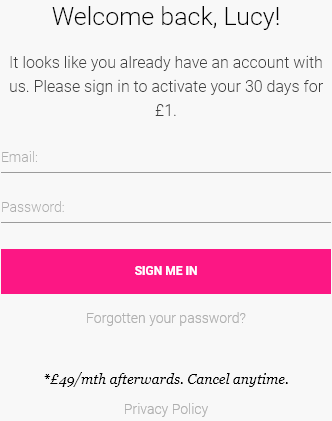 Welcome back, Lucy!
It looks like you already have an account with
us. Please sign in to activate your 30 days for
£1.
Email:
Password:
SIGN ME IN
Forgotten your password?
*£49/mth afterwards. Cancel anytime.
Privacy Policy